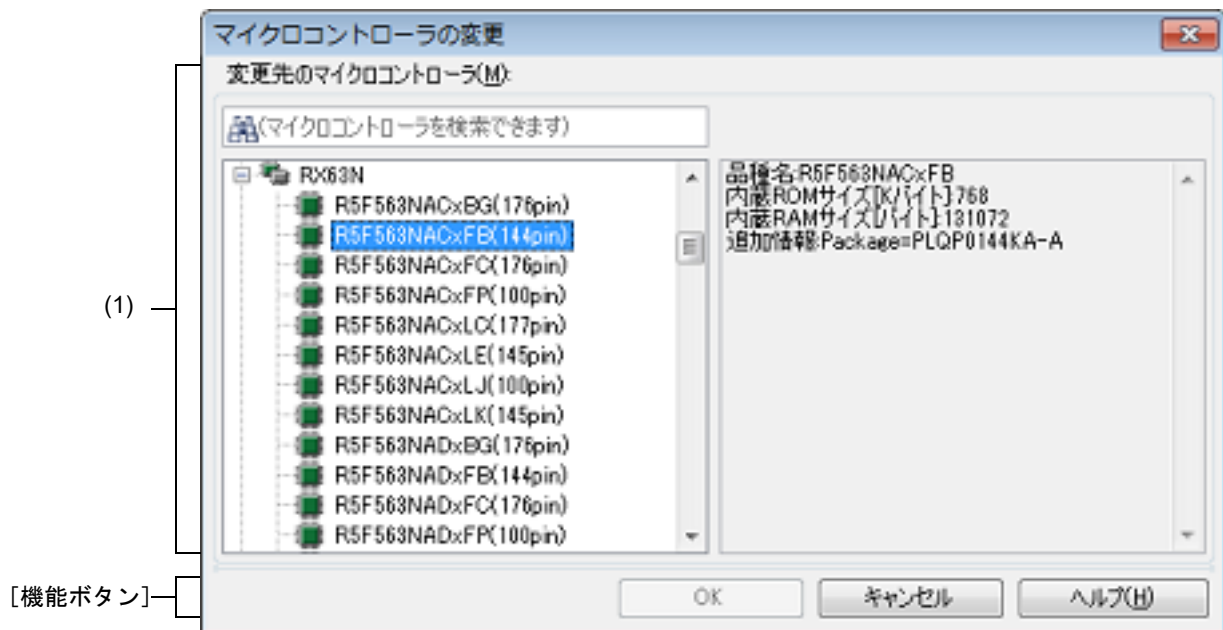 マイクロコントローラの変更
変更先のマイクロコントローラ(M):
(マイクロコントローラを検索できます)
RX63N
R5F563NACxBG(176pin)
R5F563NACxFB(144pin)
R5F563NACxFC(176pin)
R5F563NACxFP(100pin)
R5F563NACxLC(177pin)
R5F563NACxLE(145pin)
R5F563NACxLJ(100pin)
R5F563NACxLK(145pin)
R5F563NADxBG(176pin)
R5F563NADxFB(144pin)
R5F563NADxFC(176pin)
R5F563NADxFP(100pin)
品種名:R5F563NACxFB
内蔵ROMサイズ[Kバイト]:768
内蔵RAMサイズ[バイト]:131072
追加情報:Package=PLQP0144KA-A
(1)
[機能ボタン]
OK
キャンセル
ヘルプ(H)